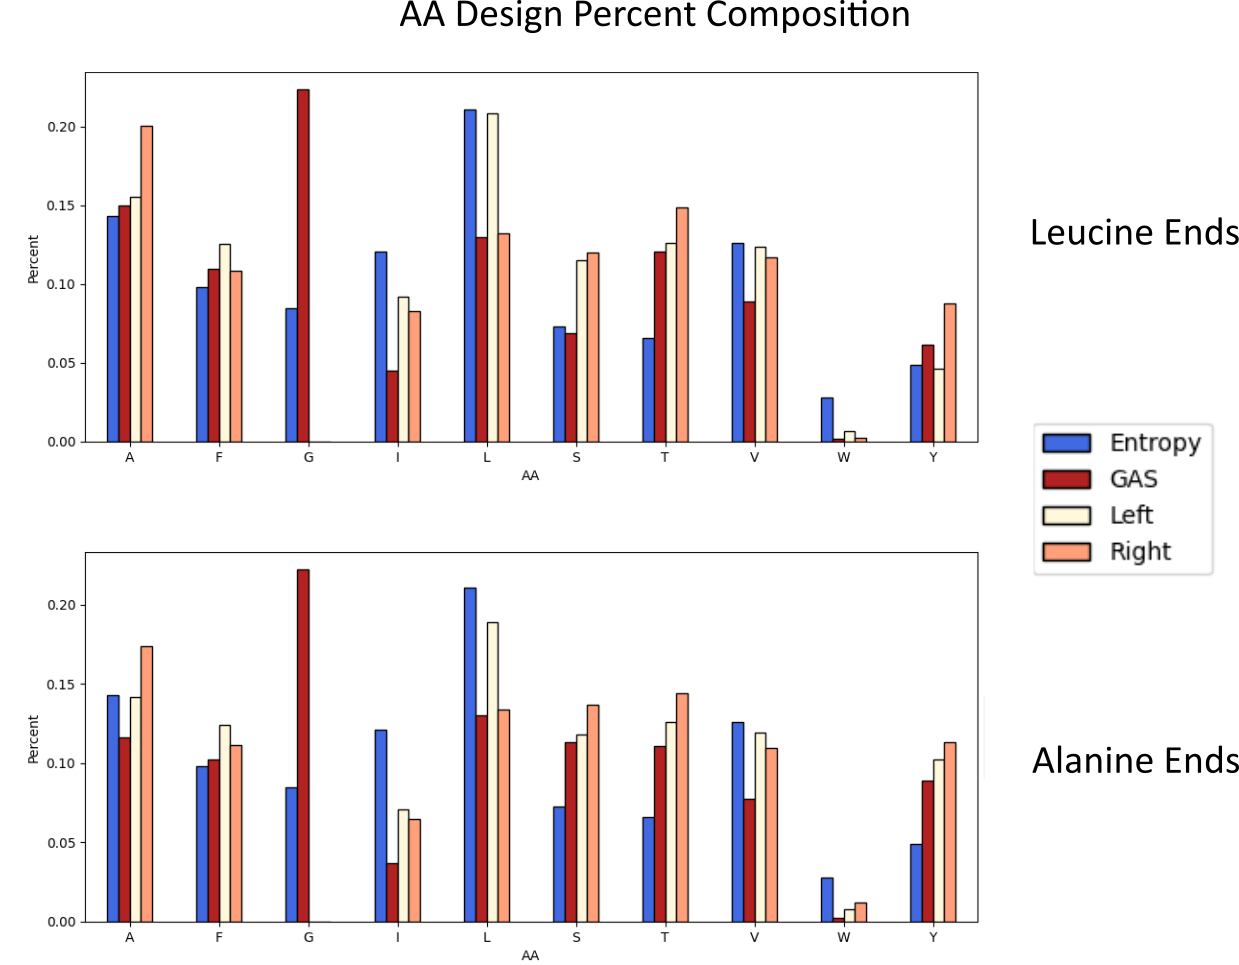 AA Design Percent Composition
0.20
0.15
0.10
0.05
0.00
Percent
A F G I L S T V W Y
AA
Leucine Ends
Entropy
GAS
Left
Right
0.20
0.15
0.10
0.05
0.00
Percent
A F G I L S T V W Y
AA
Alanine Ends